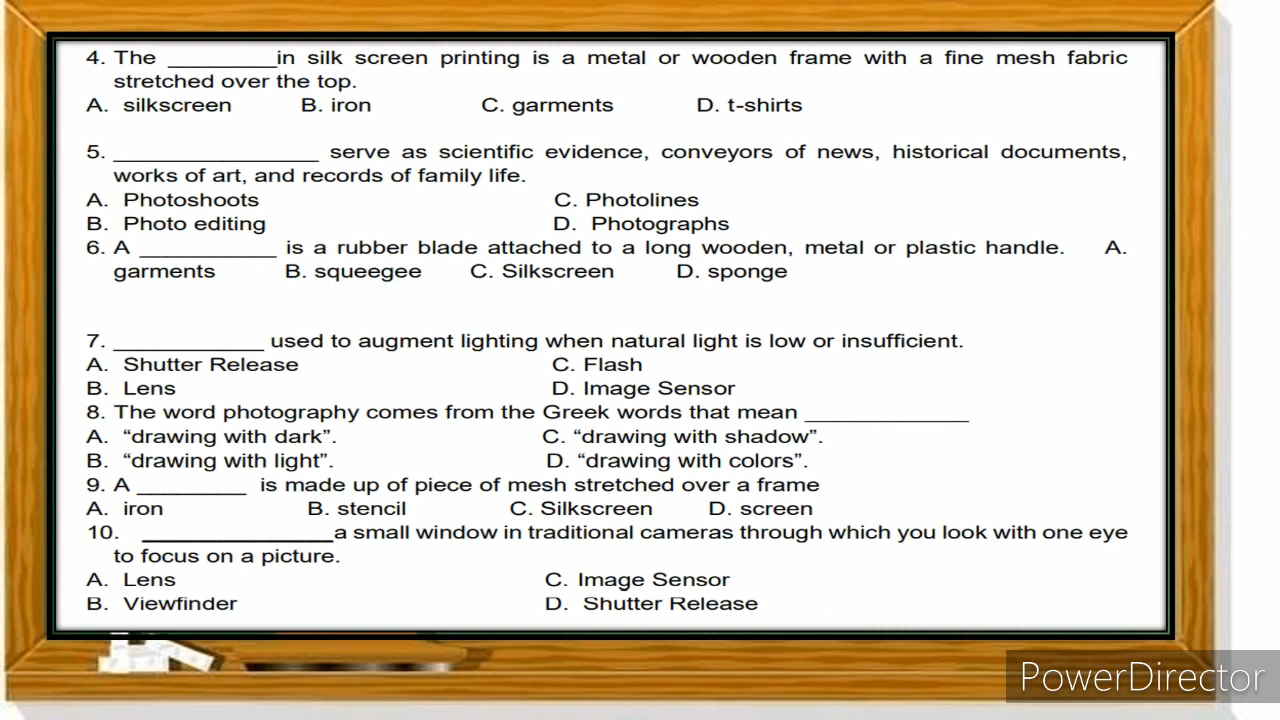 4. The ________in silk screen printing is a metal or wooden frame with a fine mesh fabric
stretched over the top.
A. silkscreen B. iron C. garments D. t-shirts
5. _______________ serve as scientific evidence, conveyors of news, historical documents,
works of art, and records of family life.
A. Photoshoots C. Photolines
B. Photo editing D. Photographs
6. A __________ is a rubber blade attached to a long wooden, metal or plastic handle. A.
garments B. squeegee C. Silkscreen D. sponge
7. ___________ used to augment lighting when natural light is low or insufficient.
A. Shutter Release C. Flash
B. Lens D. Image Sensor
8. The word photography comes from the Greek words that mean ____________
A. “drawing with dark”. C. “drawing with shadow”.
B. “drawing with light”. D. “drawing with colors”.
9. A ________ is made up of piece of mesh stretched over a frame
A. iron B. stencil C. Silkscreen D. screen
10. ______________a small window in traditional cameras through which you look with one eye
to focus on a picture.
A. Lens C. Image Sensor
B. Viewfinder D. Shutter Release
PowerDirector